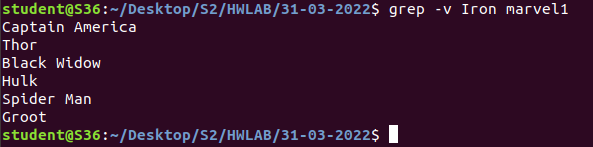 student@S36:~/Desktop/S2/HWLAB/31-03-2022$ grep -v Iron marvel1
Captain America
Thor
Black Widow
Hulk
Spider Man
Groot
student@S36:~/Desktop/S2/HWLAB/31-03-2022$